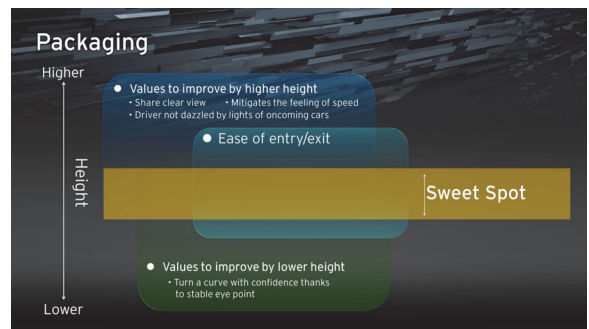 Packaging
Higher
● Values to improve by higher height
• Share clear view • Mitigates the feeling of speed
• Driver not dazzled by lights of oncoming cars
● Ease of entry/exit
Height
Sweet Spot
● Values to improve by lower height
• Turn a curve with confidence thanks
to stable eye point
Lower